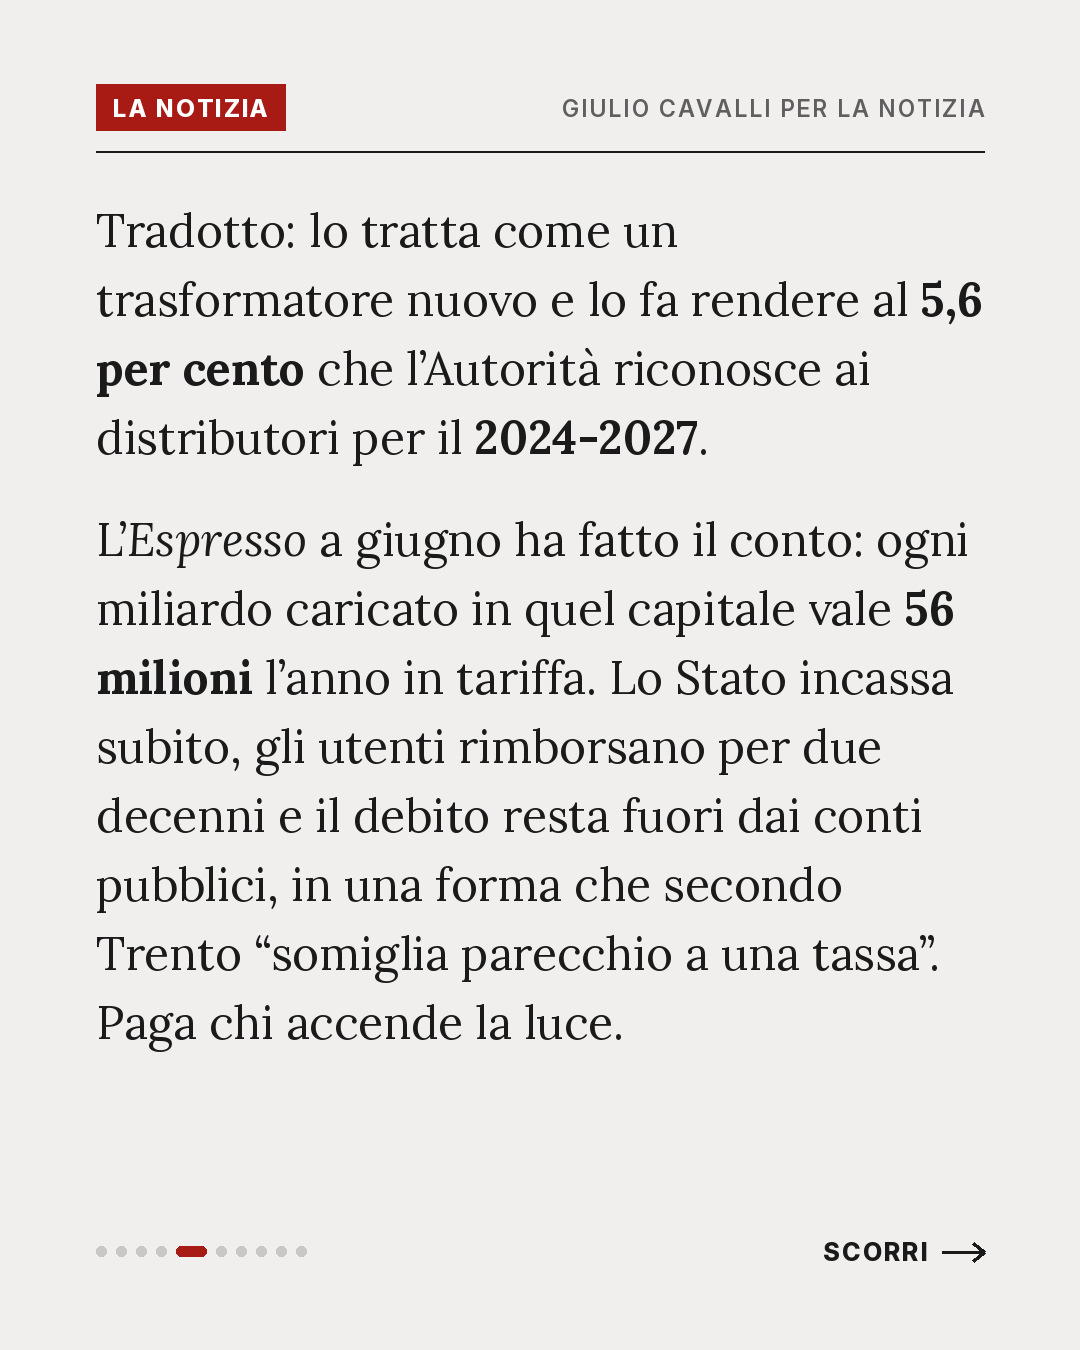 LA NOTIZIA
GIULIO CAVALLI PER LA NOTIZIA
Tradotto: lo tratta come un
trasformatore nuovo e lo fa rendere al 5,6
per cento che l’Autorità riconosce ai
distributori per il 2024-2027.
L’Espresso a giugno ha fatto il conto: ogni
miliardo caricato in quel capitale vale 56
milioni l’anno in tariffa. Lo Stato incassa
subito, gli utenti rimborsano per due
decenni e il debito resta fuori dai conti
pubblici, in una forma che secondo
Trento “somiglia parecchio a una tassa”.
Paga chi accende la luce.
SCORRI